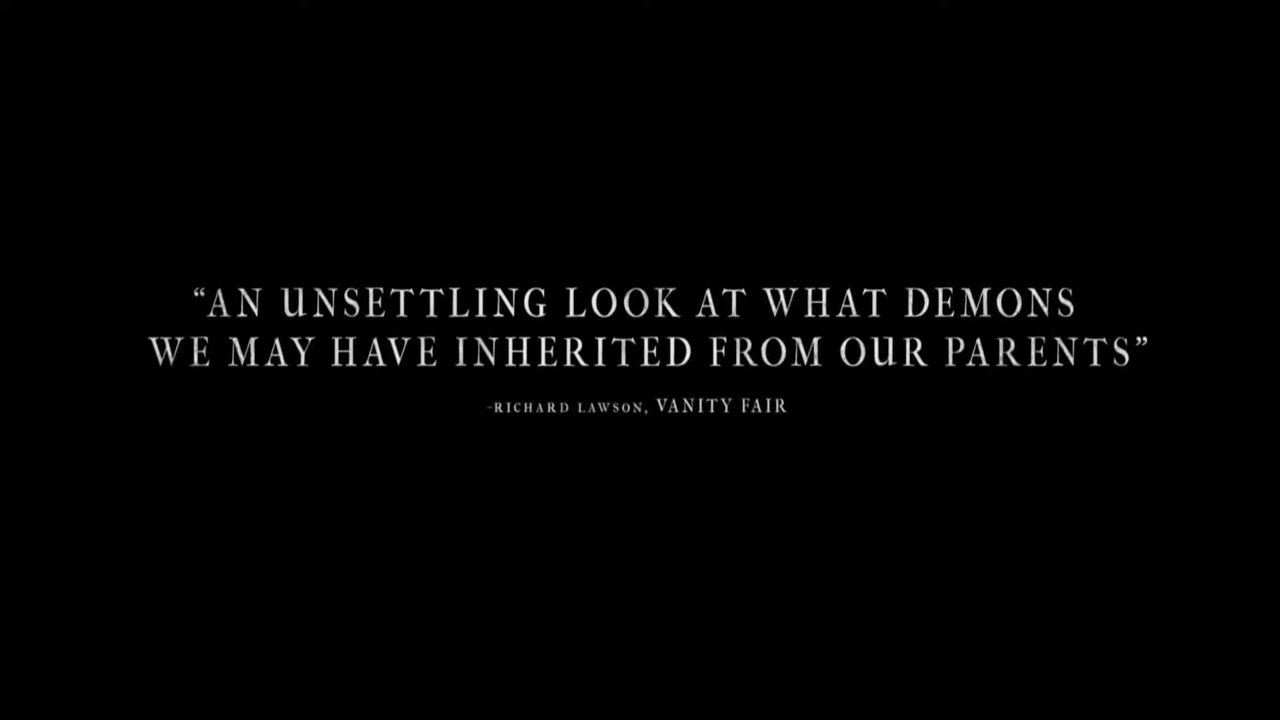 “AN UNSETTLING LOOK AT WHAT DEMONS
WE MAY HAVE INHERITED FROM OUR PARENTS”
-RICHARD LAWSON, VANITY FAIR